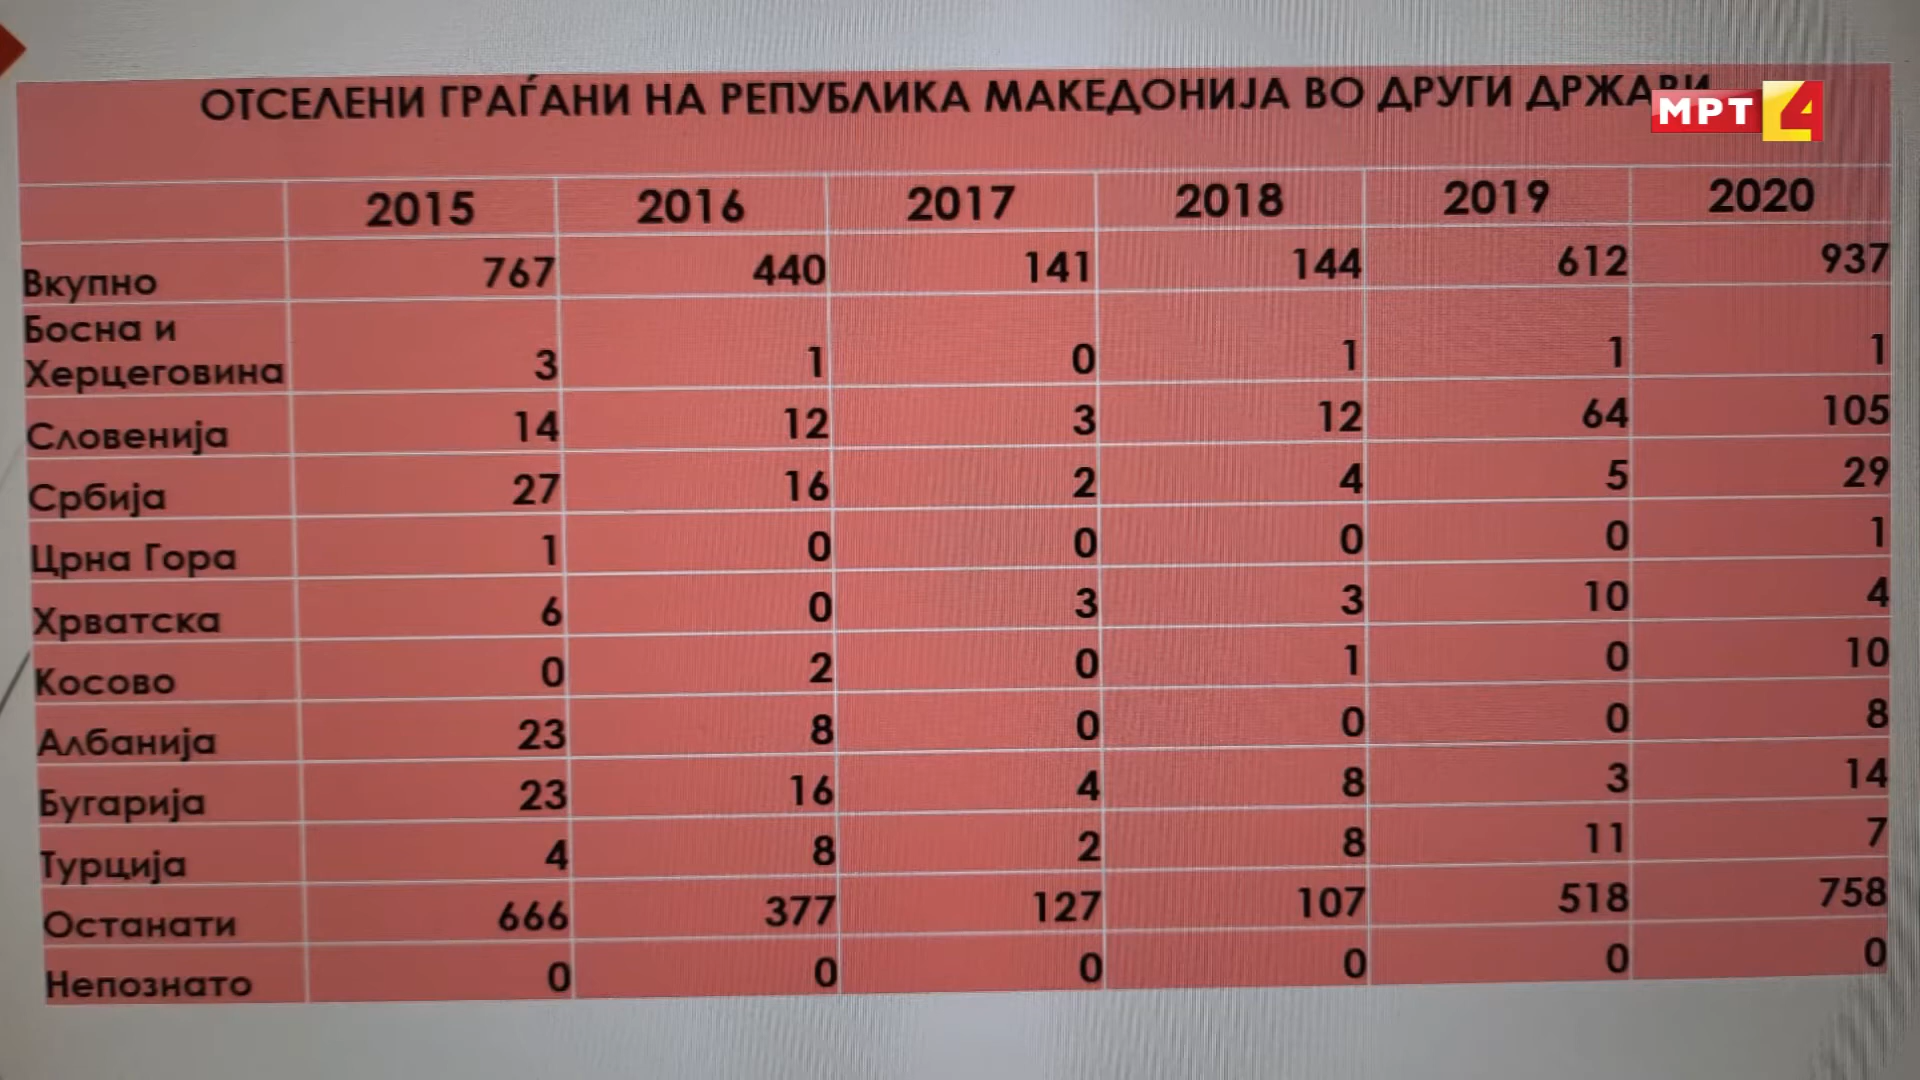 ОТСЕЛЕНИ ГРАЃАНИ НА РЕПУБЛИКА МАКЕДОНИЈА ВО ДРУГИ ДРЖАВИ
МРТ 4
2015 2016 2017 2018 2019 2020
Вкупно 767 440 141 144 612 937
Босна и
Херцеговина 3 1 0 1 1 1
Словенија 14 12 3 12 64 105
Србија 27 16 2 4 5 29
Црна Гора 1 0 0 0 0 1
Хрватска 6 0 3 3 10 4
Косово 0 2 0 1 0 10
Албанија 23 8 0 0 0 8
Бугарија 23 16 4 8 3 14
Турција 4 8 2 8 11 7
Останати 666 377 127 107 518 758
Непознато 0 0 0 0 0 0